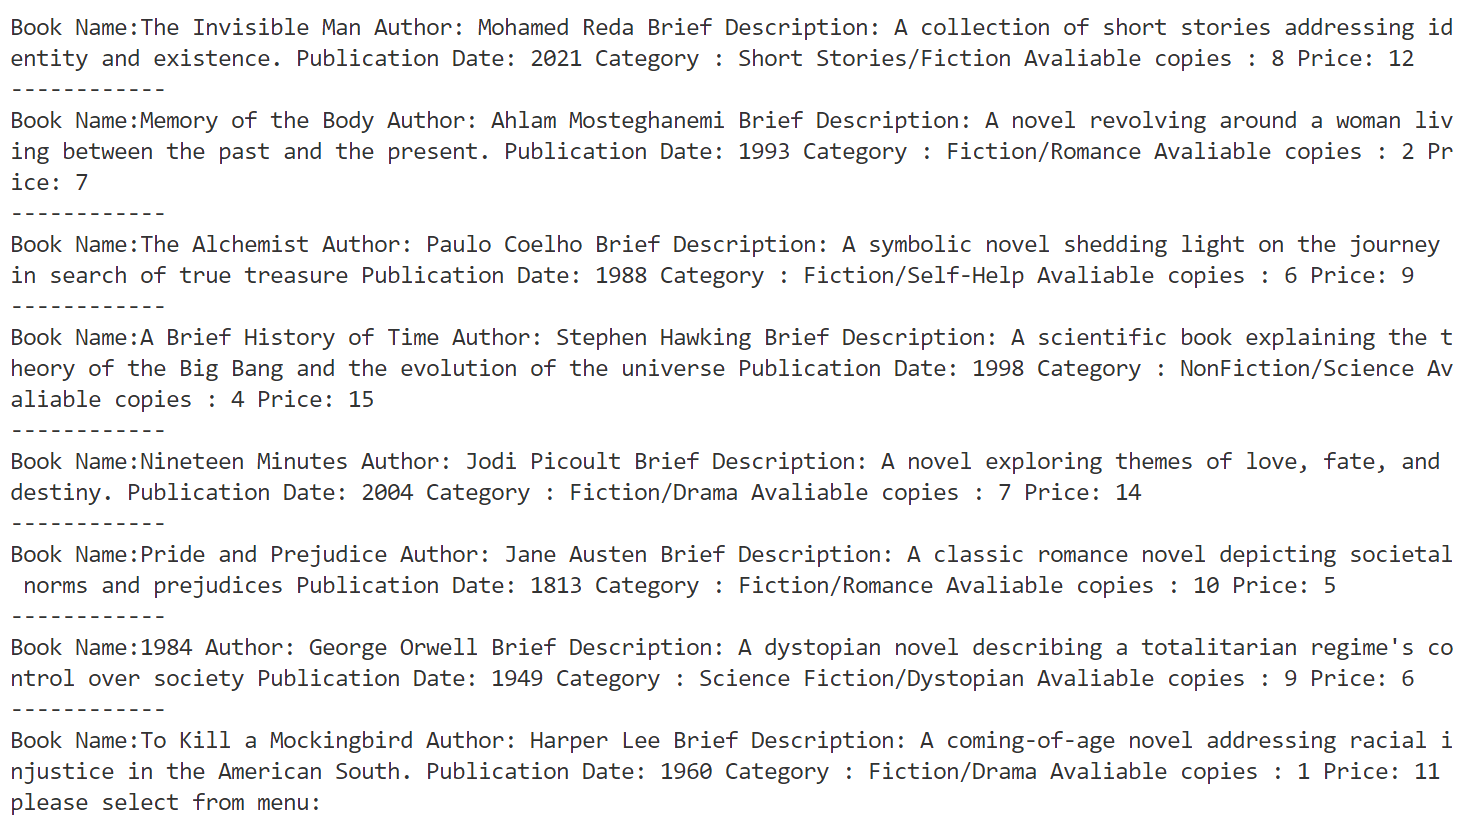 Book Name:The Invisible Man Author: Mohamed Reda Brief Description: A collection of short stories addressing id
entity and existence. Publication Date: 2021 Category : Short Stories/Fiction Avaliable copies : 8 Price: 12
------------
Book Name:Memory of the Body Author: Ahlam Mosteghanemi Brief Description: A novel revolving around a woman liv
ing between the past and the present. Publication Date: 1993 Category : Fiction/Romance Avaliable copies : 2 Pr
ice: 7
------------
Book Name:The Alchemist Author: Paulo Coelho Brief Description: A symbolic novel shedding light on the journey
in search of true treasure Publication Date: 1988 Category : Fiction/Self-Help Avaliable copies : 6 Price: 9
------------
Book Name:A Brief History of Time Author: Stephen Hawking Brief Description: A scientific book explaining the t
heory of the Big Bang and the evolution of the universe Publication Date: 1998 Category : NonFiction/Science Av
aliable copies : 4 Price: 15
------------
Book Name:Nineteen Minutes Author: Jodi Picoult Brief Description: A novel exploring themes of love, fate, and
destiny. Publication Date: 2004 Category : Fiction/Drama Avaliable copies : 7 Price: 14
------------
Book Name:Pride and Prejudice Author: Jane Austen Brief Description: A classic romance novel depicting societal
 norms and prejudices Publication Date: 1813 Category : Fiction/Romance Avaliable copies : 10 Price: 5
------------
Book Name:1984 Author: George Orwell Brief Description: A dystopian novel describing a totalitarian regime's co
ntrol over society Publication Date: 1949 Category : Science Fiction/Dystopian Avaliable copies : 9 Price: 6
------------
Book Name:To Kill a Mockingbird Author: Harper Lee Brief Description: A coming-of-age novel addressing racial i
njustice in the American South. Publication Date: 1960 Category : Fiction/Drama Avaliable copies : 1 Price: 11
please select from menu: